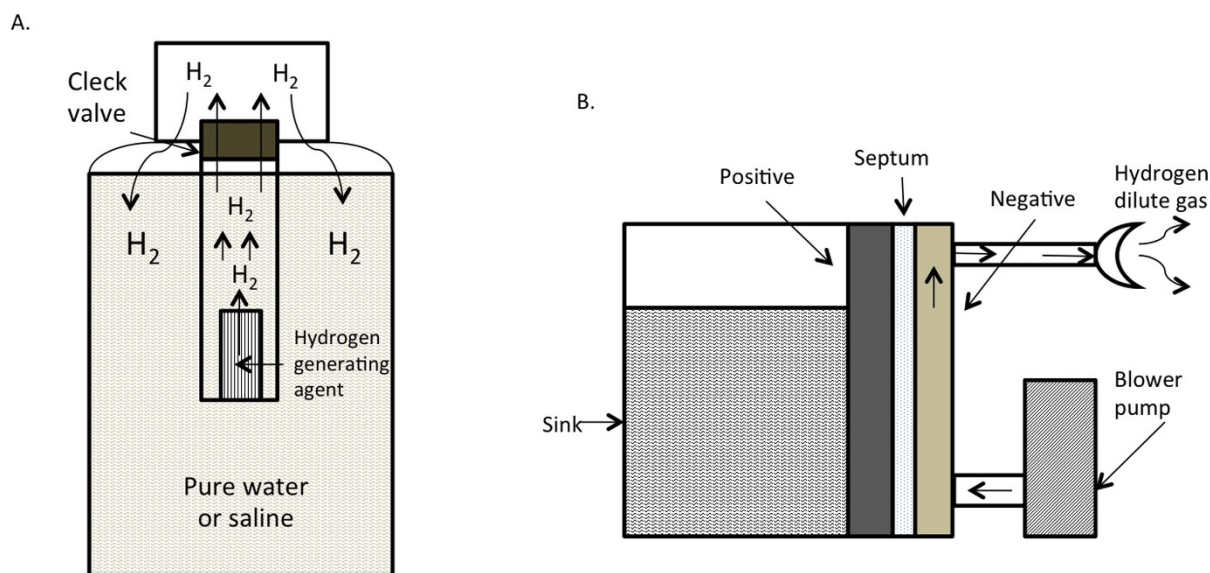 A.
H2
H2
Cleck
valve
H2
H2
H2
H2
Hydrogen
generating
agent
Pure water
or saline
B.
Septum
Positive
Negative
Hydrogen
dilute gas
Sink
Blower
pump